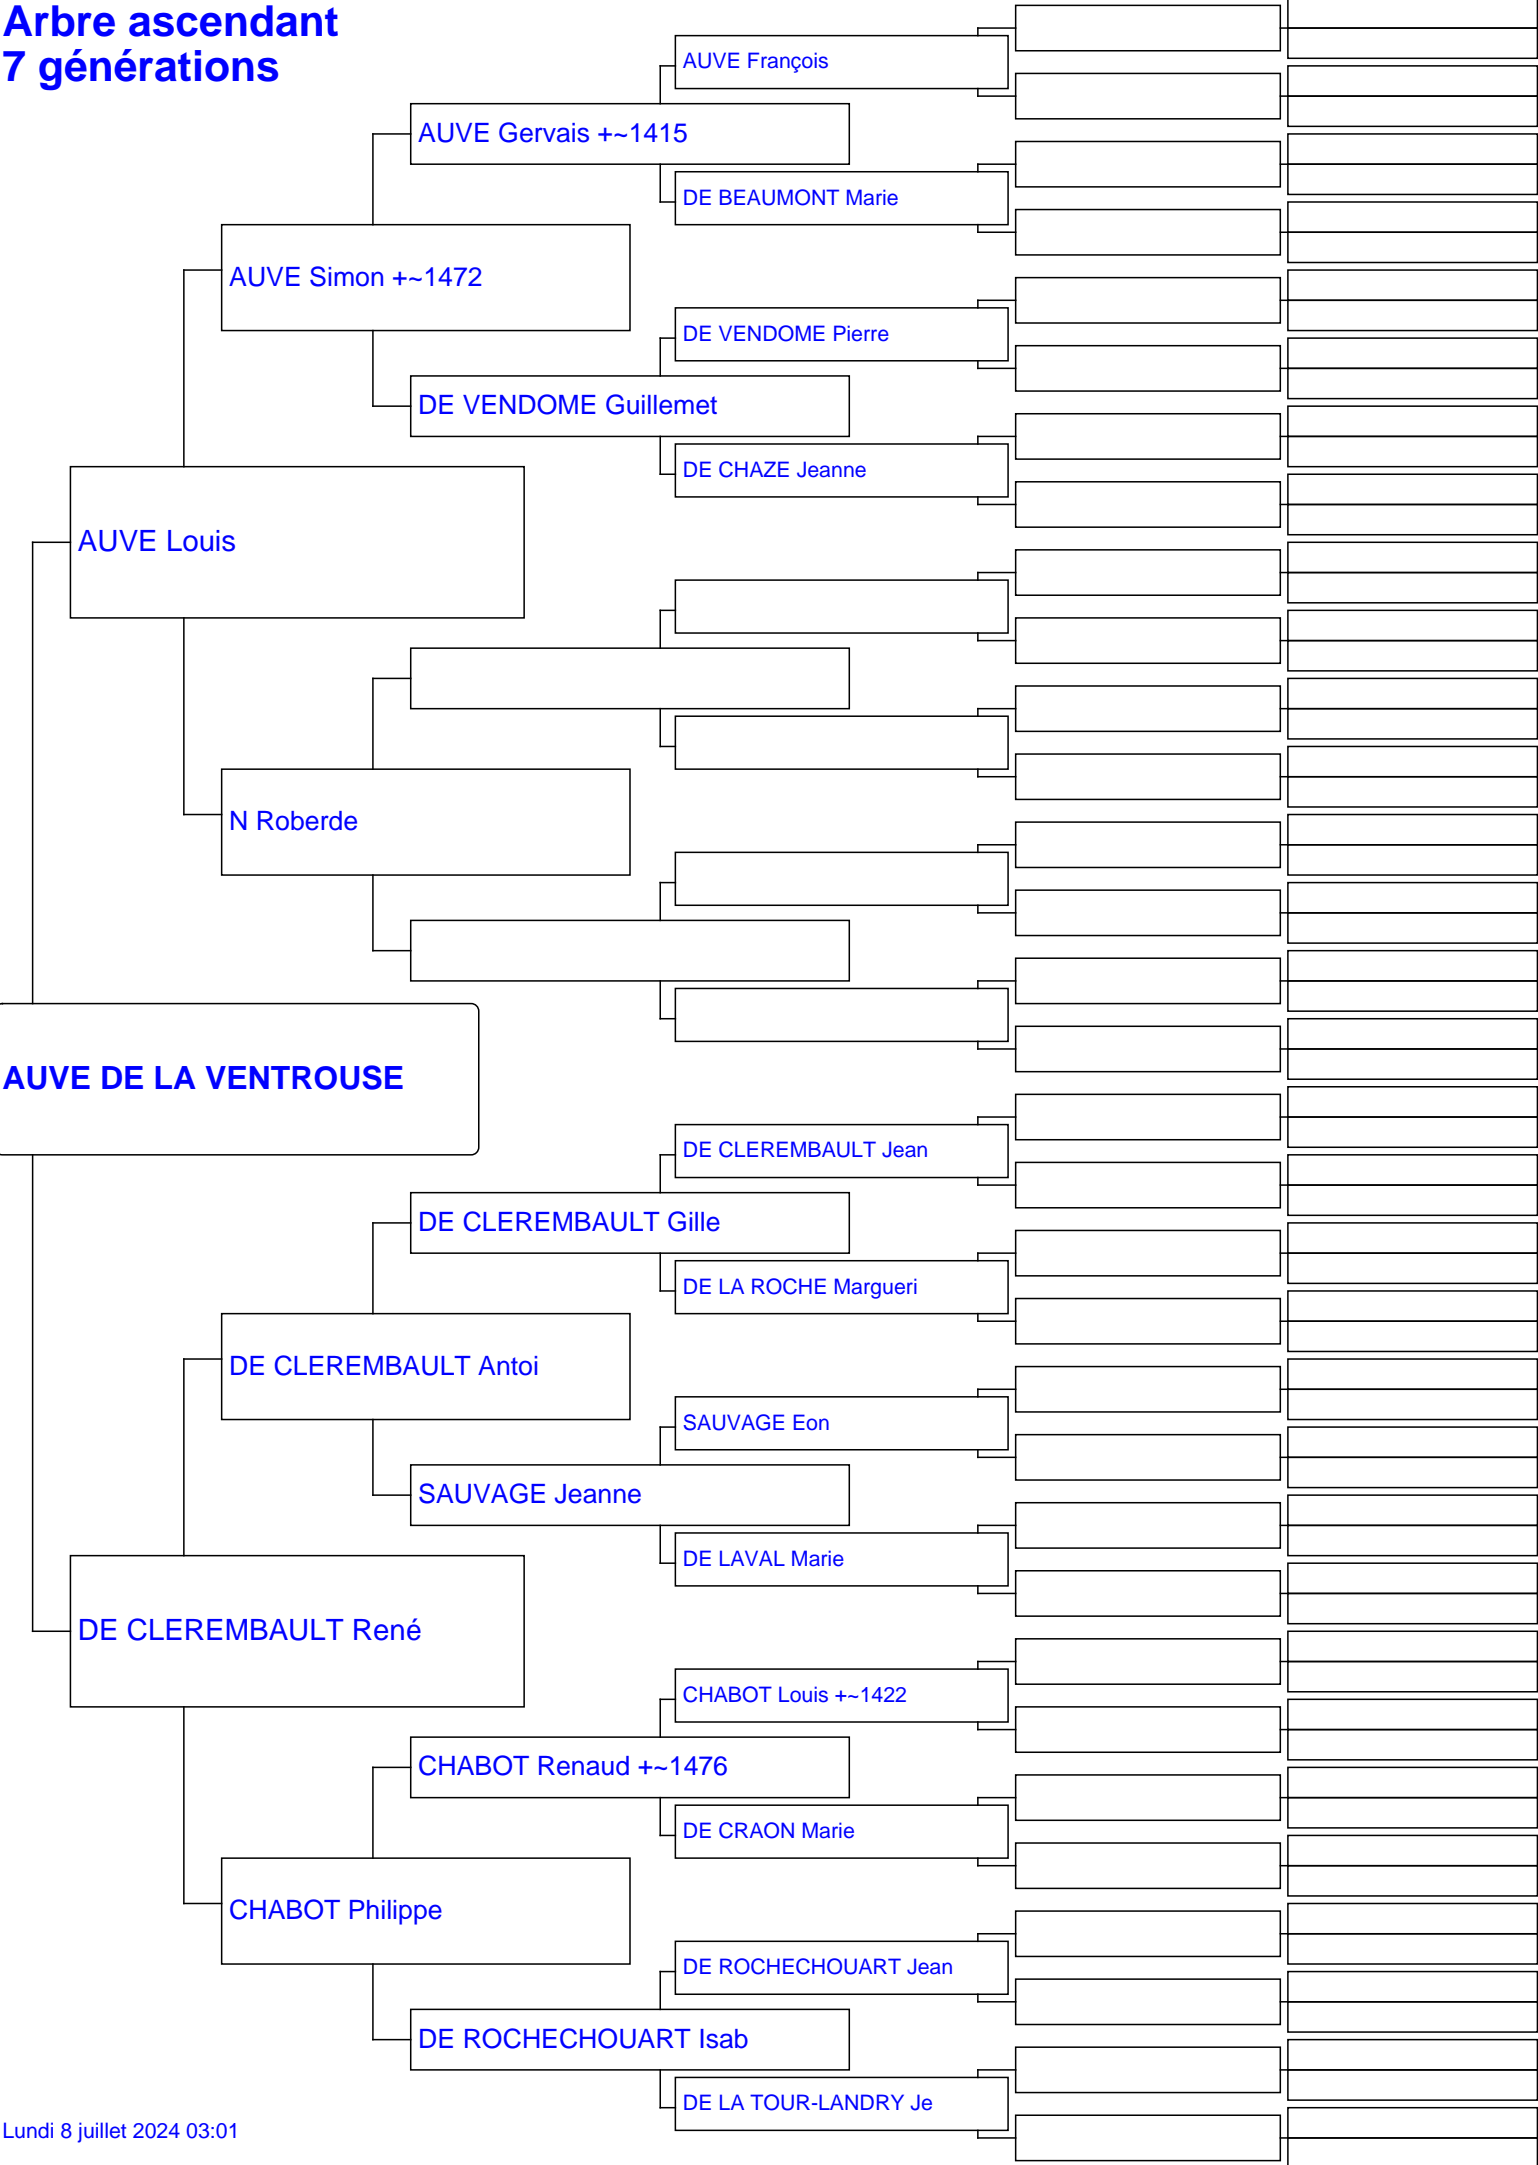 Arbre ascendant
7 générations
AUVE François
AUVE Gervais +~1415
DE BEAUMONT Marie
AUVE Simon +~1472
DE VENDOME Pierre
DE VENDOME Guillemet
DE CHAZE Jeanne
AUVE Louis
N Roberde
AUVE DE LA VENTROUSE
DE CLEREMBAULT Jean
DE CLEREMBAULT Gille
DE LA ROCHE Margueri
DE CLEREMBAULT Antoi
SAUVAGE Eon
SAUVAGE Jeanne
DE LAVAL Marie
DE CLEREMBAULT René
CHABOT Louis +~1422
CHABOT Renaud +~1476
DE CRAON Marie
CHABOT Philippe
DE ROCHECHOUART Jean
DE ROCHECHOUART Isab
DE LA TOUR-LANDRY Je
Lundi 8 juillet 2024 03:01